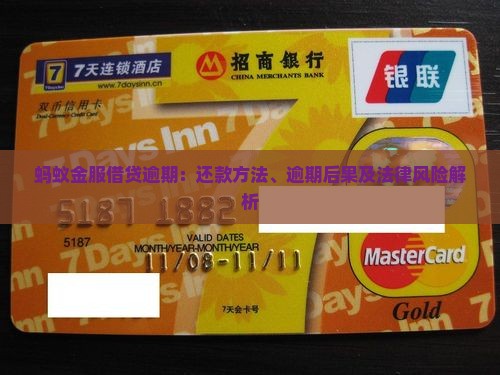 7天连锁酒店
www.7daysinn.cn
招商银行
CHINA MERCHANTS BANK
银联
双币信用卡
Dual-Currency Credit Card
蚂蚁金服借贷逾期：还款方法、逾期后果及法律风险解
析
5187 1882
5187
VALID DATES
MONTH/YEAR-MONTH/YEAR
11/08-11/11
MasterCard
7天会卡号
Gold
7Days Inn